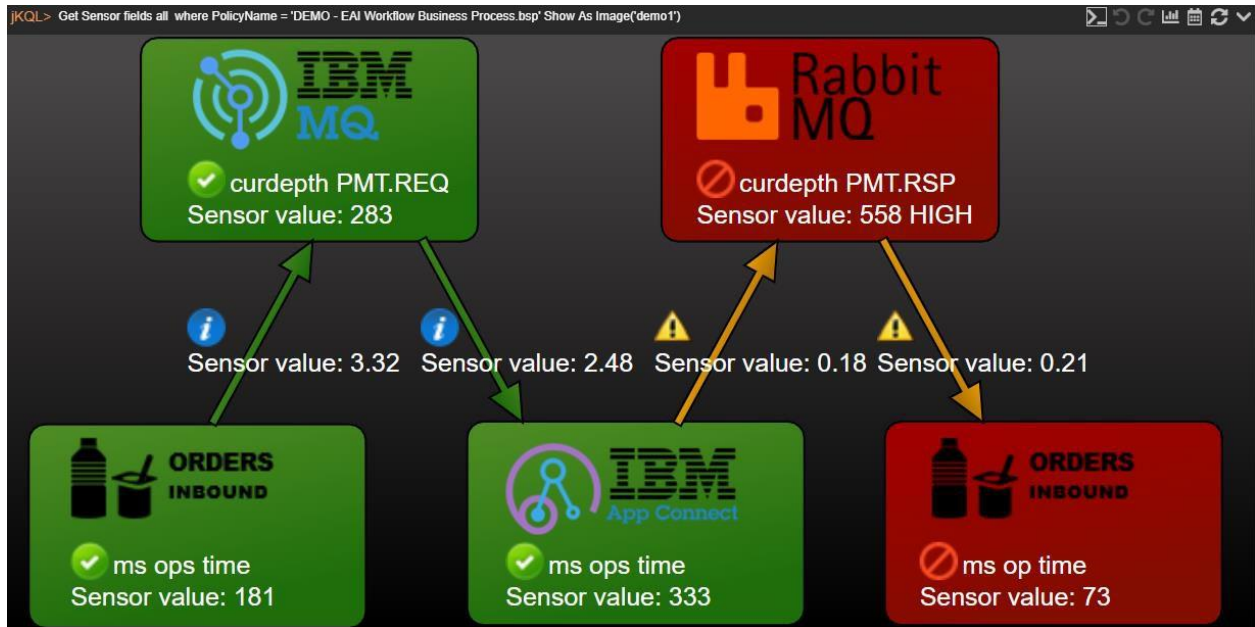 jKQL> Get Sensor fields all where PolicyName = 'DEMO - EAI Workflow Business Process.bsp' Show As Image('demo1')
IBM
MQ
curdepth PMT.REQ
Sensor value: 283
Rabbit
MQ
curdepth PMT.RSP
Sensor value: 558 HIGH
Sensor value: 3.32
Sensor value: 2.48
Sensor value: 0.18
Sensor value: 0.21
ORDERS
INBOUND
ms ops time
Sensor value: 181
IBM
App Connect
ms ops time
Sensor value: 333
ORDERS
INBOUND
ms op time
Sensor value: 73